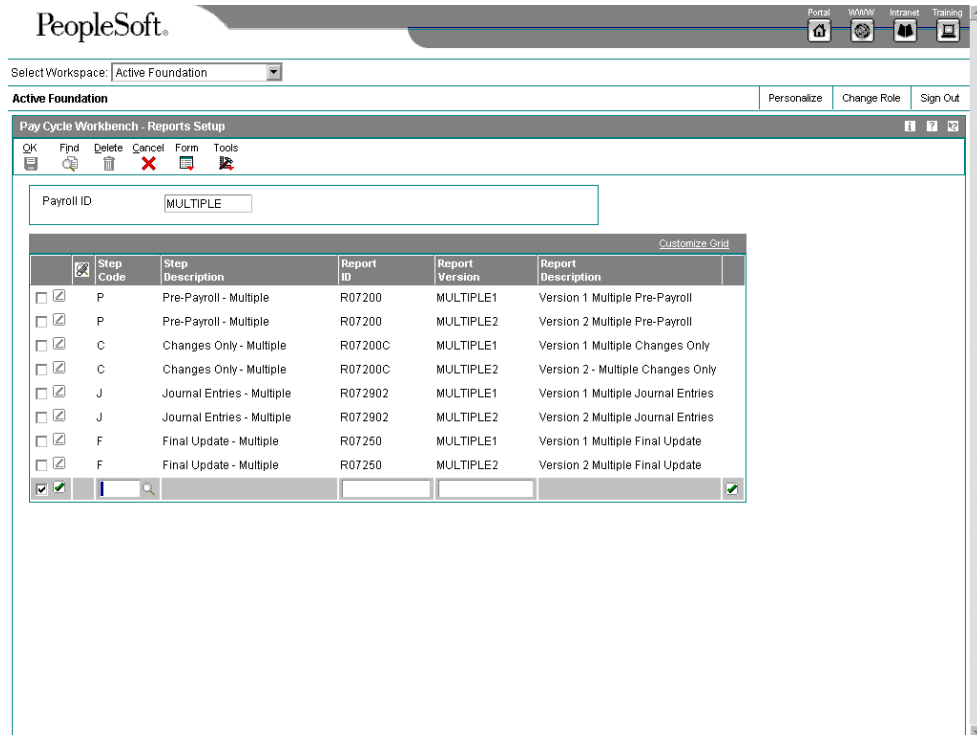 PeopleSoft®
Portal WWW Intranet Training
Select Workspace: Active Foundation
Active Foundation Personalize Change Role Sign Out
Pay Cycle Workbench - Reports Setup i ? ?
OK Find Delete Cancel Form Tools
Payroll ID MULTIPLE
Customize Grid
Step Code Step Description Report ID Report Version Report Description
P Pre-Payroll - Multiple R07200 MULTIPLE1 Version 1 Multiple Pre-Payroll
P Pre-Payroll - Multiple R07200 MULTIPLE2 Version 2 Multiple Pre-Payroll
C Changes Only - Multiple R07200C MULTIPLE1 Version 1 Multiple Changes Only
C Changes Only - Multiple R07200C MULTIPLE2 Version 2 - Multiple Changes Only
J Journal Entries - Multiple R072902 MULTIPLE1 Version 1 Multiple Journal Entries
J Journal Entries - Multiple R072902 MULTIPLE2 Version 2 Multiple Journal Entries
F Final Update - Multiple R07250 MULTIPLE1 Version 1 Multiple Final Update
F Final Update - Multiple R07250 MULTIPLE2 Version 2 Multiple Final Update